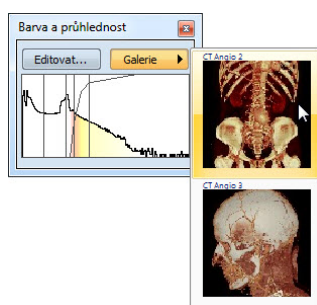 Barva a průhlednost
Editovat...
Galerie
CT Angio 2
CT Angio 3